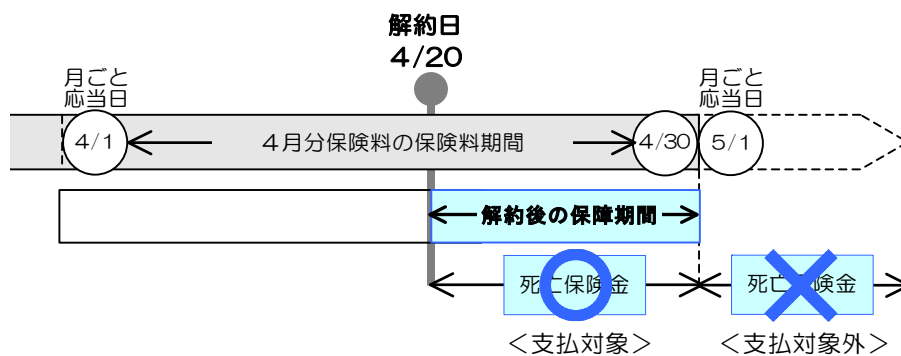 解約日
4/20
月ごと
応当日
月ごと
応当日
4/1
4月分保険料の保険料期間
4/30
5/1
解約後の保障期間
死亡保険金
死亡保険金
＜支払対象＞
＜支払対象外＞